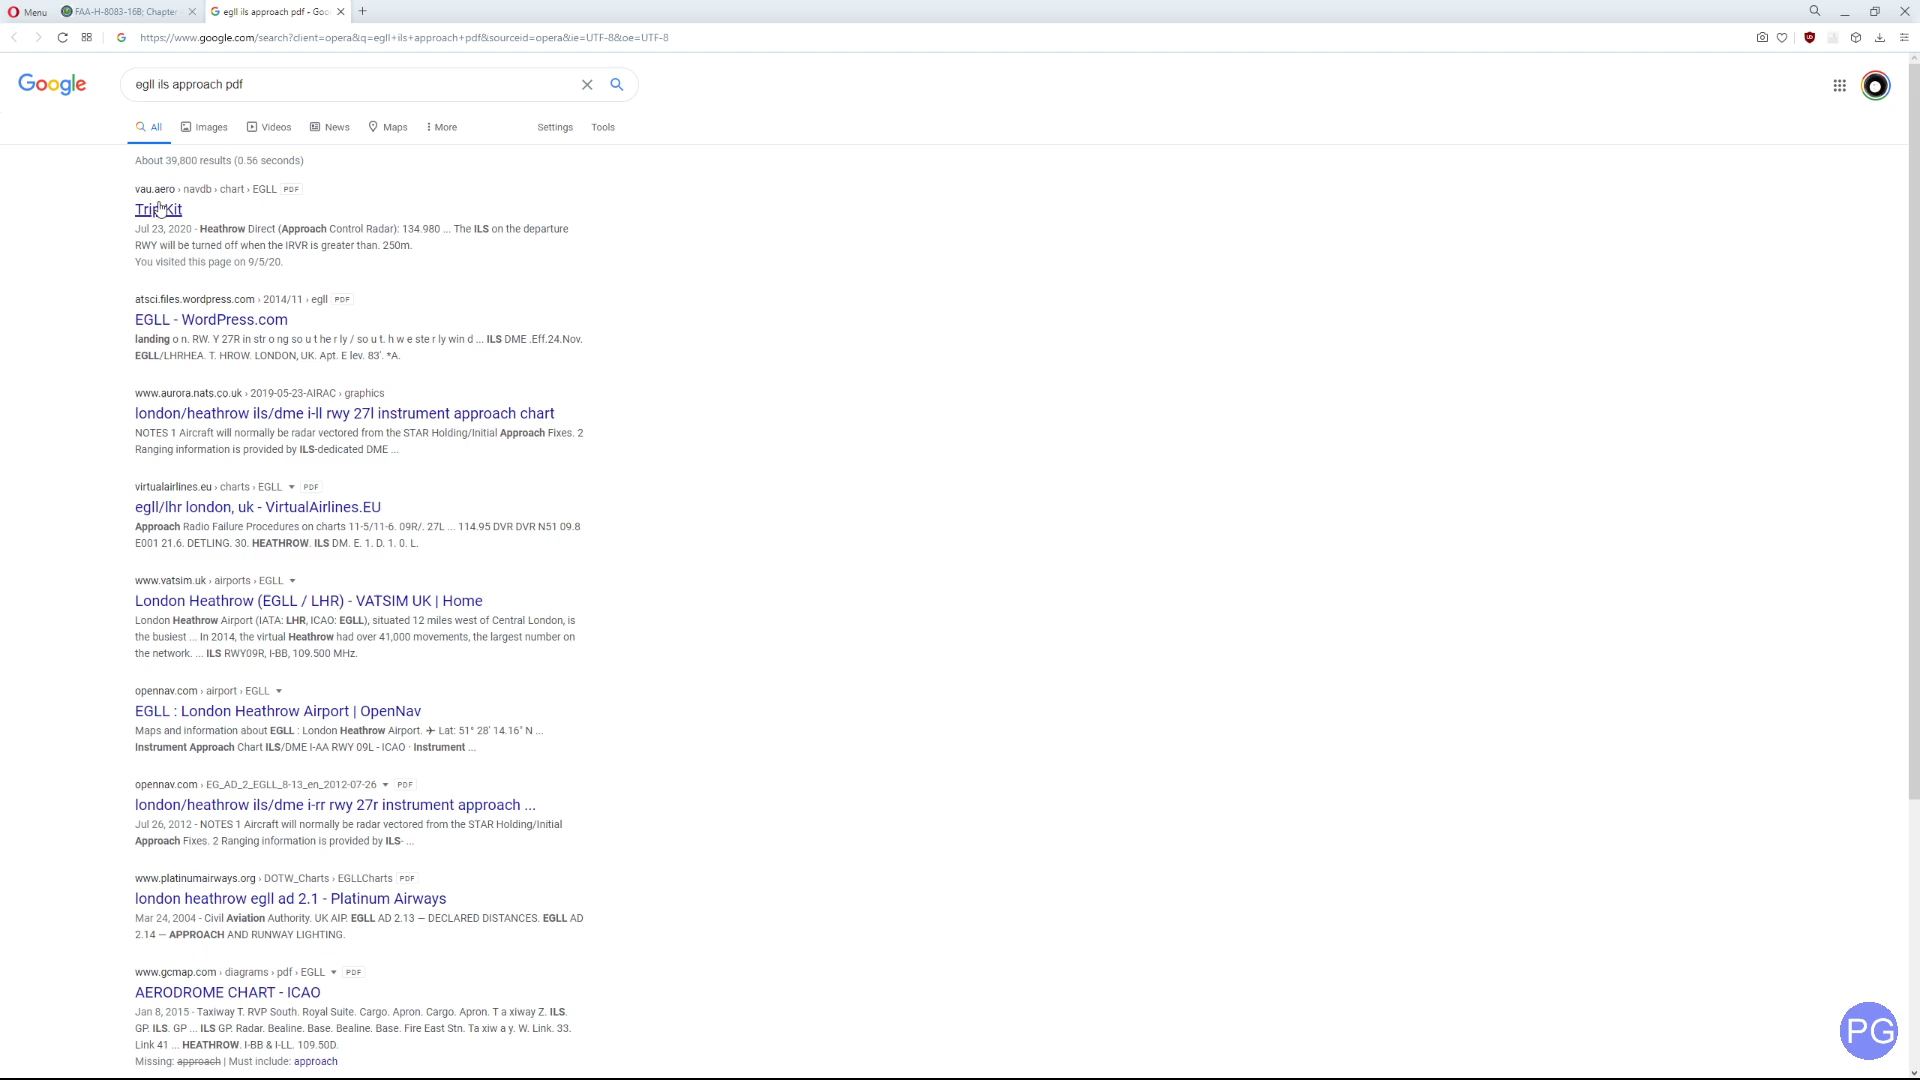 Menu
FAA-H-8083-16B; Chapter
egll ils approach pdf - Goo
https://www.google.com/search?client=opera&q=egll+ils+approach+pdf&sourceid=opera&ie=UTF-8&oe=UTF-8
Google
egll ils approach pdf
All Images Videos News Maps More Settings Tools
About 39,800 results (0.56 seconds)
vau.aero › navdb › chart › EGLL PDF
TripKit
Jul 23, 2020 - Heathrow Direct (Approach Control Radar): 134.980 ... The ILS on the departure
RWY will be turned off when the IRVR is greater than. 250m.
You visited this page on 9/5/20.
atsci.files.wordpress.com › 2014/11 › egll PDF
EGLL - WordPress.com
landing o n. RW. Y 27R in str o ng so u t he r ly / so u t. h w e ste r ly win d ... ILS DME .Eff.24.Nov.
EGLL/LHRHEA. T. HROW. LONDON, UK. Apt. E lev. 83'. *A.
www.aurora.nats.co.uk › 2019-05-23-AIRAC › graphics
london/heathrow ils/dme i-ll rwy 27l instrument approach chart
NOTES 1 Aircraft will normally be radar vectored from the STAR Holding/Initial Approach Fixes. 2
Ranging information is provided by ILS-dedicated DME ...
virtualairlines.eu › charts › EGLL PDF
egll/lhr london, uk - VirtualAirlines.EU
Approach Radio Failure Procedures on charts 11-5/11-6. 09R/. 27L ... 114.95 DVR DVR N51 09.8
E001 21.6. DETLING. 30. HEATHROW. ILS DM. E. 1. D. 1. 0. L.
www.vatsim.uk › airports › EGLL
London Heathrow (EGLL / LHR) - VATSIM UK | Home
London Heathrow Airport (IATA: LHR, ICAO: EGLL), situated 12 miles west of Central London, is
the busiest ... In 2014, the virtual Heathrow had over 41,000 movements, the largest number on
the network. ... ILS RWY09R, I-BB, 109.500 MHz.
opennav.com › airport › EGLL
EGLL : London Heathrow Airport | OpenNav
Maps and information about EGLL : London Heathrow Airport. ✈ Lat: 51° 28' 14.16" N ...
Instrument Approach Chart ILS/DME I-AA RWY 09L - ICAO · Instrument ...
opennav.com › EG_AD_2_EGLL_8-13_en_2012-07-26 PDF
london/heathrow ils/dme i-rr rwy 27r instrument approach ...
Jul 26, 2012 - NOTES 1 Aircraft will normally be radar vectored from the STAR Holding/Initial
Approach Fixes. 2 Ranging information is provided by ILS- ...
www.platinumairways.org › DOTW_Charts › EGLLCharts PDF
london heathrow egll ad 2.1 - Platinum Airways
Mar 24, 2004 - Civil Aviation Authority. UK AIP. EGLL AD 2.13 — DECLARED DISTANCES. EGLL AD
2.14 — APPROACH AND RUNWAY LIGHTING.
www.gcmap.com › diagrams › pdf › EGLL PDF
AERODROME CHART - ICAO
Jan 8, 2015 - Taxiway T. RVP South. Royal Suite. Cargo. Apron. Cargo. Apron. T a xiway Z. ILS.
GP. ILS. GP ... ILS GP. Radar. Bealine. Base. Bealine. Base. Fire East Stn. Ta xiw a y. W. Link. 33.
Link 41 ... HEATHROW. I-BB & I-LL. 109.50D.
Missing: approach | Must include: approach
PG